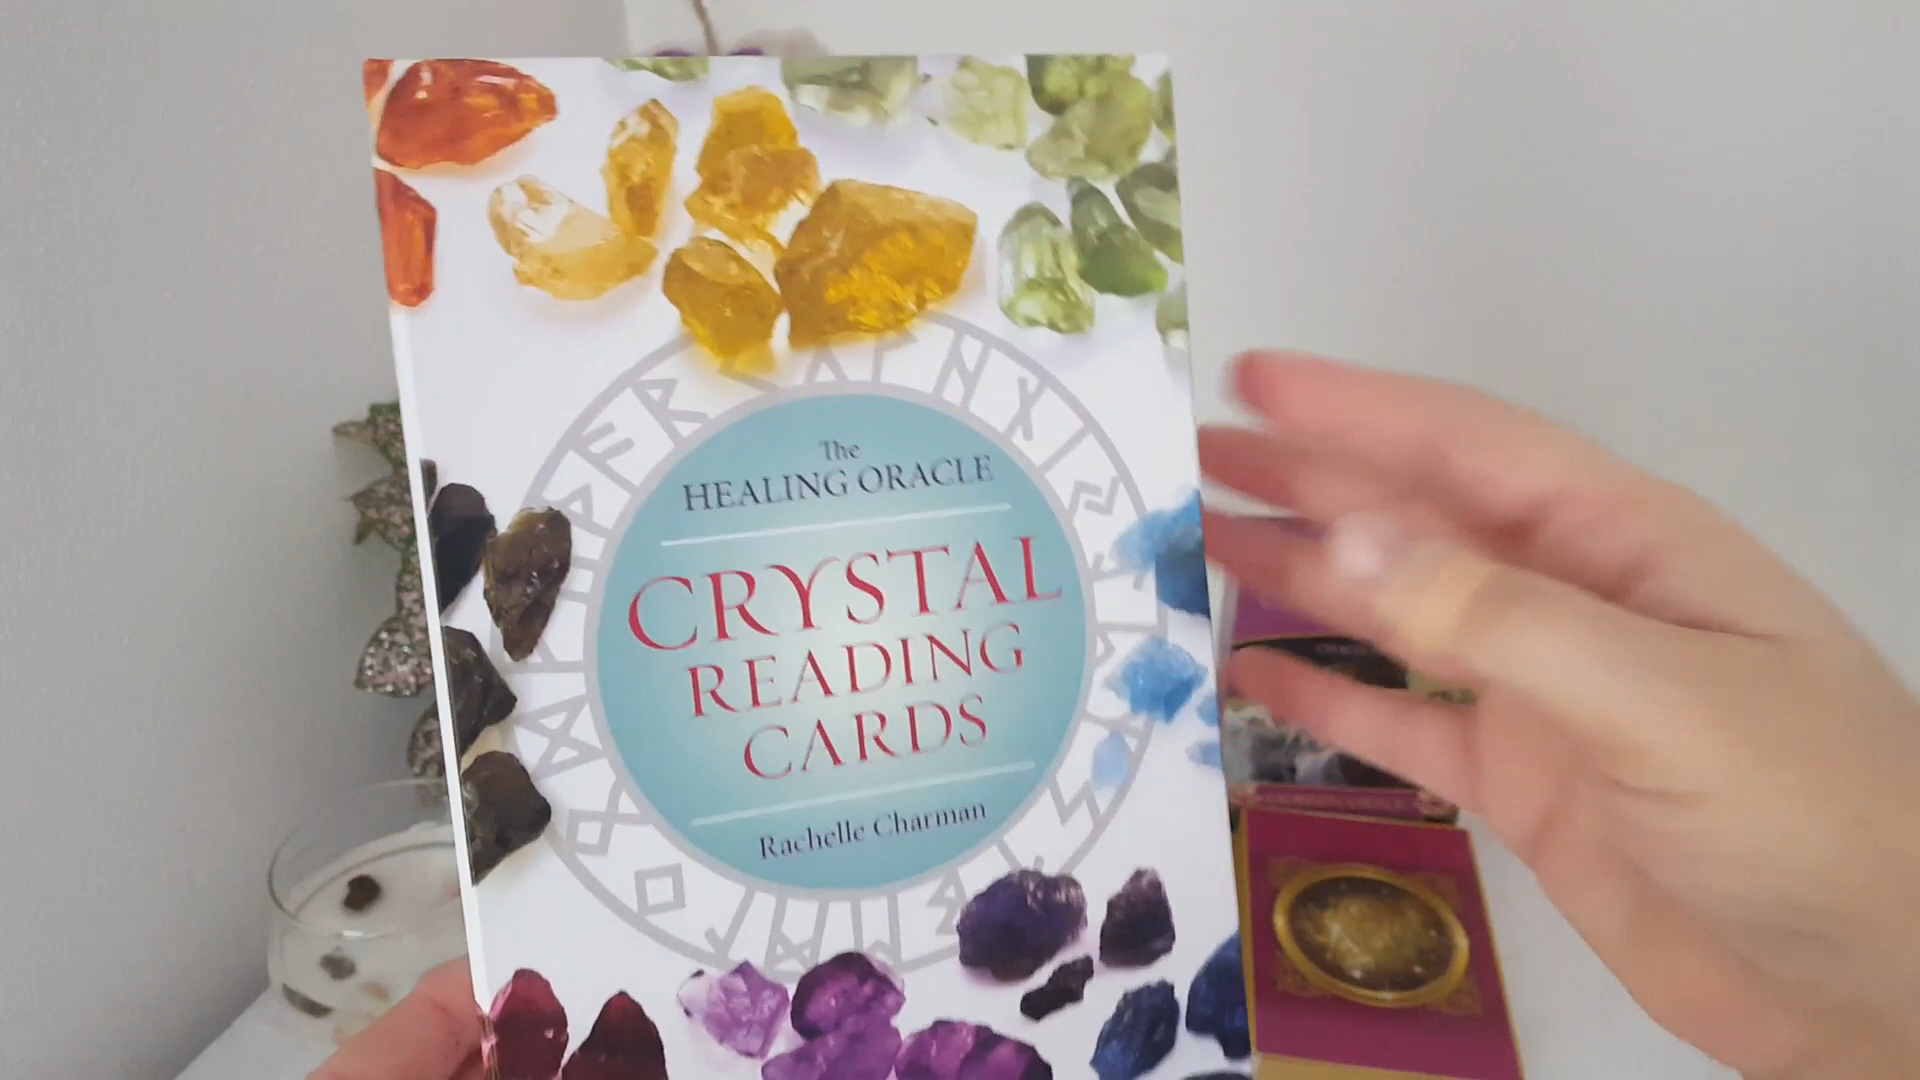 The
HEALING ORACLE
CRYSTAL
READING
CARDS
Rachelle Charman